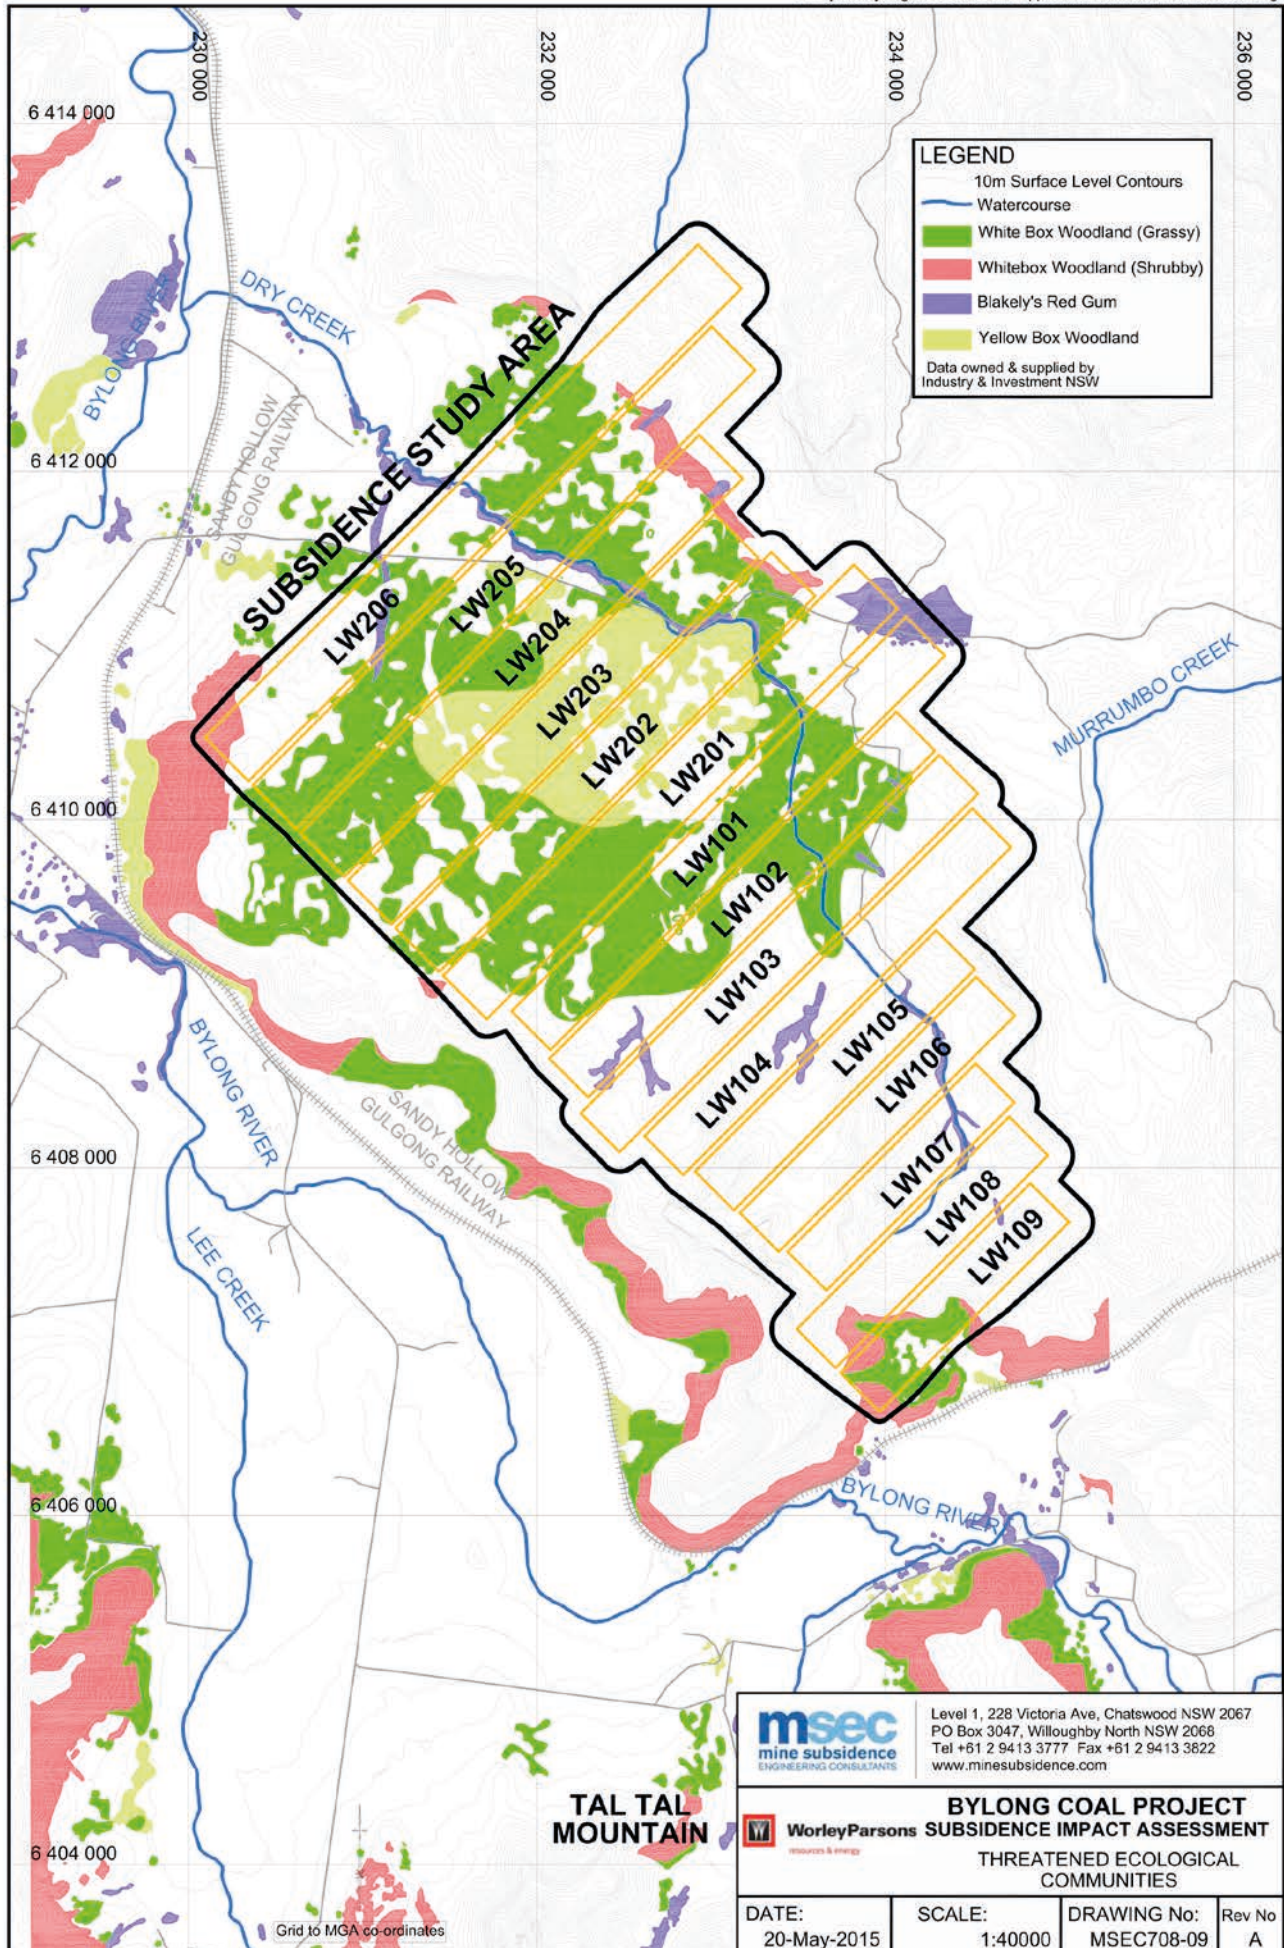 230 000
232 000
234 000
236 000
6 414 000
LEGEND
10m Surface Level Contours
Watercourse
White Box Woodland (Grassy)
Whitebox Woodland (Shrubby)
Blakely's Red Gum
Yellow Box Woodland
Data owned & supplied by
Industry & Investment NSW
DRY CREEK
BYLONG RIVER
SANDY HOLLOW
GULGONG RAILWAY
6 412 000
SUBSIDENCE STUDY AREA
LW206
LW205
LW204
LW203
LW202
LW201
LW101
LW102
LW103
LW104
LW105
LW106
LW107
LW108
LW109
MURRUMBO CREEK
6 410 000
BYLONG RIVER
SANDY HOLLOW
GULGONG RAILWAY
6 408 000
LEE CREEK
6 406 000
BYLONG RIVER
TAL TAL
MOUNTAIN
6 404 000
Grid to MGA co-ordinates
msec
mine subsidence
ENGINEERING CONSULTANTS
Level 1, 228 Victoria Ave, Chatswood NSW 2067
PO Box 3047, Willoughby North NSW 2068
Tel +61 2 9413 3777 Fax +61 2 9413 3822
www.minesubsidence.com
WorleyParsons
resources & energy
BYLONG COAL PROJECT
SUBSIDENCE IMPACT ASSESSMENT
THREATENED ECOLOGICAL
COMMUNITIES
DATE:
20-May-2015
SCALE:
1:40000
DRAWING No:
MSEC708-09
Rev No
A